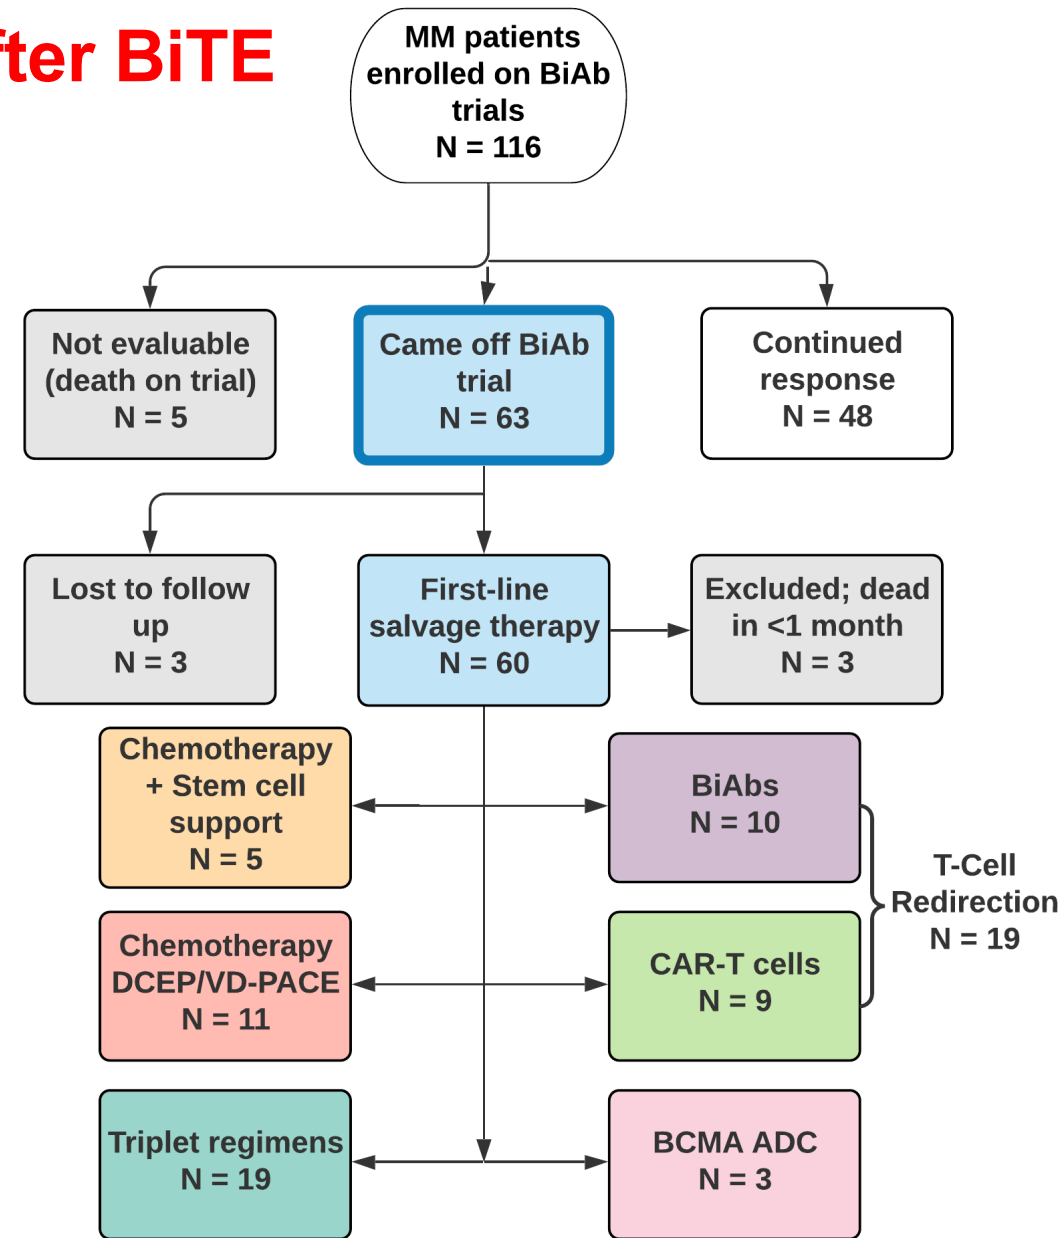 fter BiTE
MM patients
enrolled on BiAb
trials
N = 116
Not evaluable
(death on trial)
N = 5
Came off BiAb
trial
N = 63
Continued
response
N = 48
Lost to follow
up
N = 3
First-line
salvage therapy
N = 60
Excluded; dead
in <1 month
N = 3
Chemotherapy
+ Stem cell
support
N = 5
BiAbs
N = 10
T-Cell
Redirection
N = 19
Chemotherapy
DCEP/VD-PACE
N = 11
CAR-T cells
N = 9
Triplet regimens
N = 19
BCMA ADC
N = 3